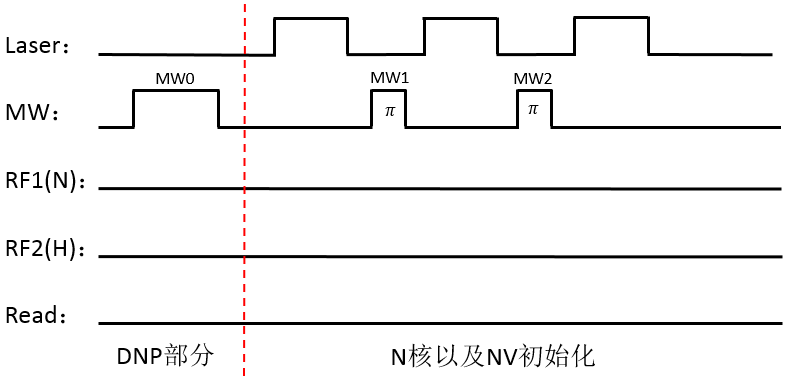 Laser：
MW0
MW1
MW2
MW：
π
π
RF1(N)：
RF2(H)：
Read：
DNP部分
N核以及NV初始化